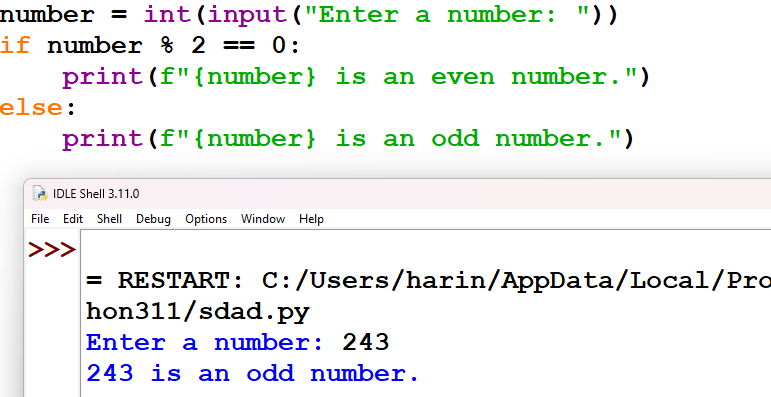 number = int(input("Enter a number: "))
if number % 2 == 0:
    print(f"{number} is an even number.")
else:
    print(f"{number} is an odd number.")
IDLE Shell 3.11.0
File Edit Shell Debug Options Window Help
>>>
= RESTART: C:/Users/harin/AppData/Local/Pro
hon311/sdad.py
Enter a number: 243
243 is an odd number.